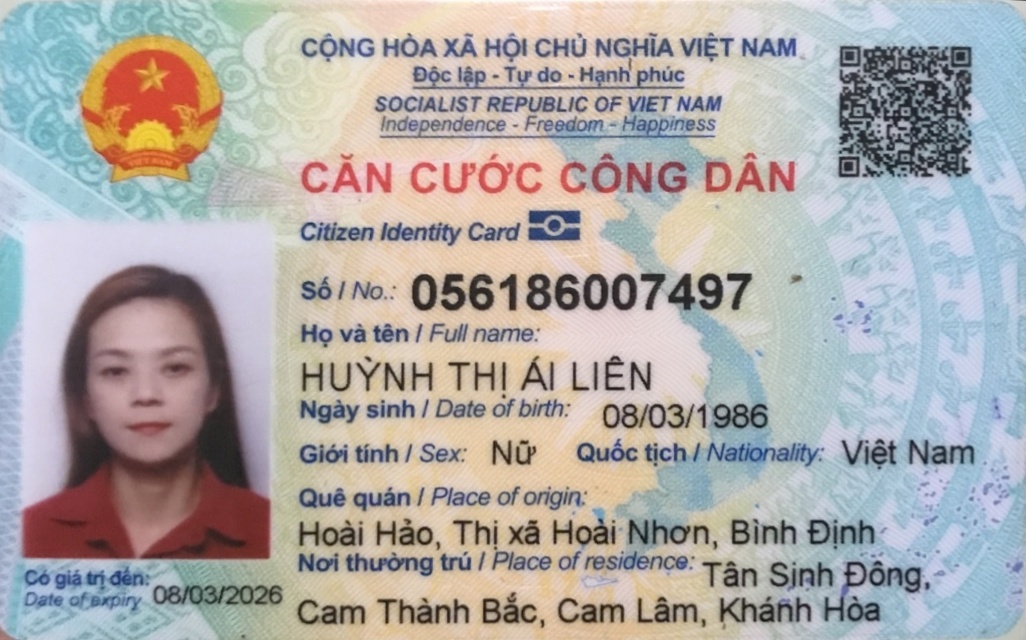 CỘNG HÒA XÃ HỘI CHỦ NGHĨA VIỆT NAM
Độc lập - Tự do - Hạnh phúc
SOCIALIST REPUBLIC OF VIET NAM
Independence - Freedom - Happiness
CĂN CƯỚC CÔNG DÂN
Citizen Identity Card
Số / No.: 056186007497
Họ và tên / Full name:
HUỲNH THỊ ÁI LIÊN
Ngày sinh / Date of birth: 08/03/1986
Giới tính / Sex: Nữ Quốc tịch / Nationality: Việt Nam
Quê quán / Place of origin:
Hoài Hảo, Thị xã Hoài Nhơn, Bình Định
Nơi thường trú / Place of residence: Tân Sinh Đông,
Cam Thành Bắc, Cam Lâm, Khánh Hòa
Có giá trị đến: 08/03/2026
Date of expiry